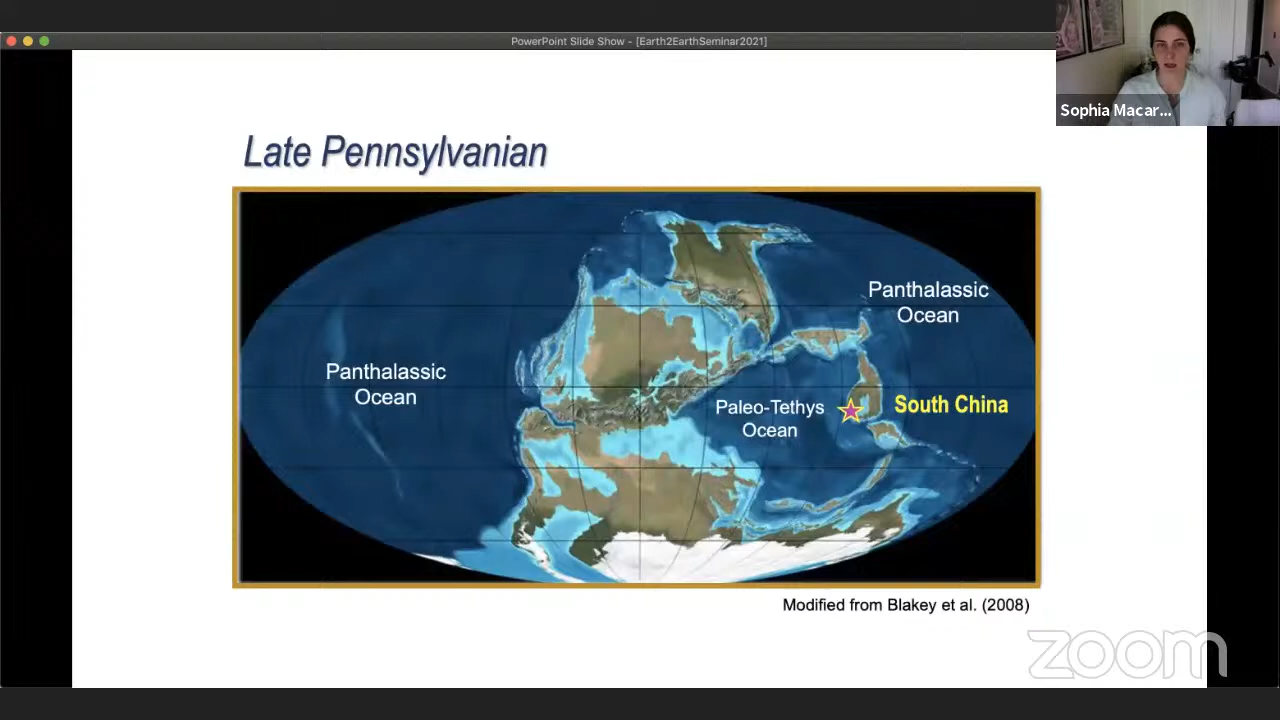 PowerPoint Slide Show - [Earth2EarthSeminar2021]
Sophia Macar...
Late Pennsylvanian
Panthalassic
Ocean
Panthalassic
Ocean
Paleo-Tethys
Ocean
South China
Modified from Blakey et al. (2008)
zoom